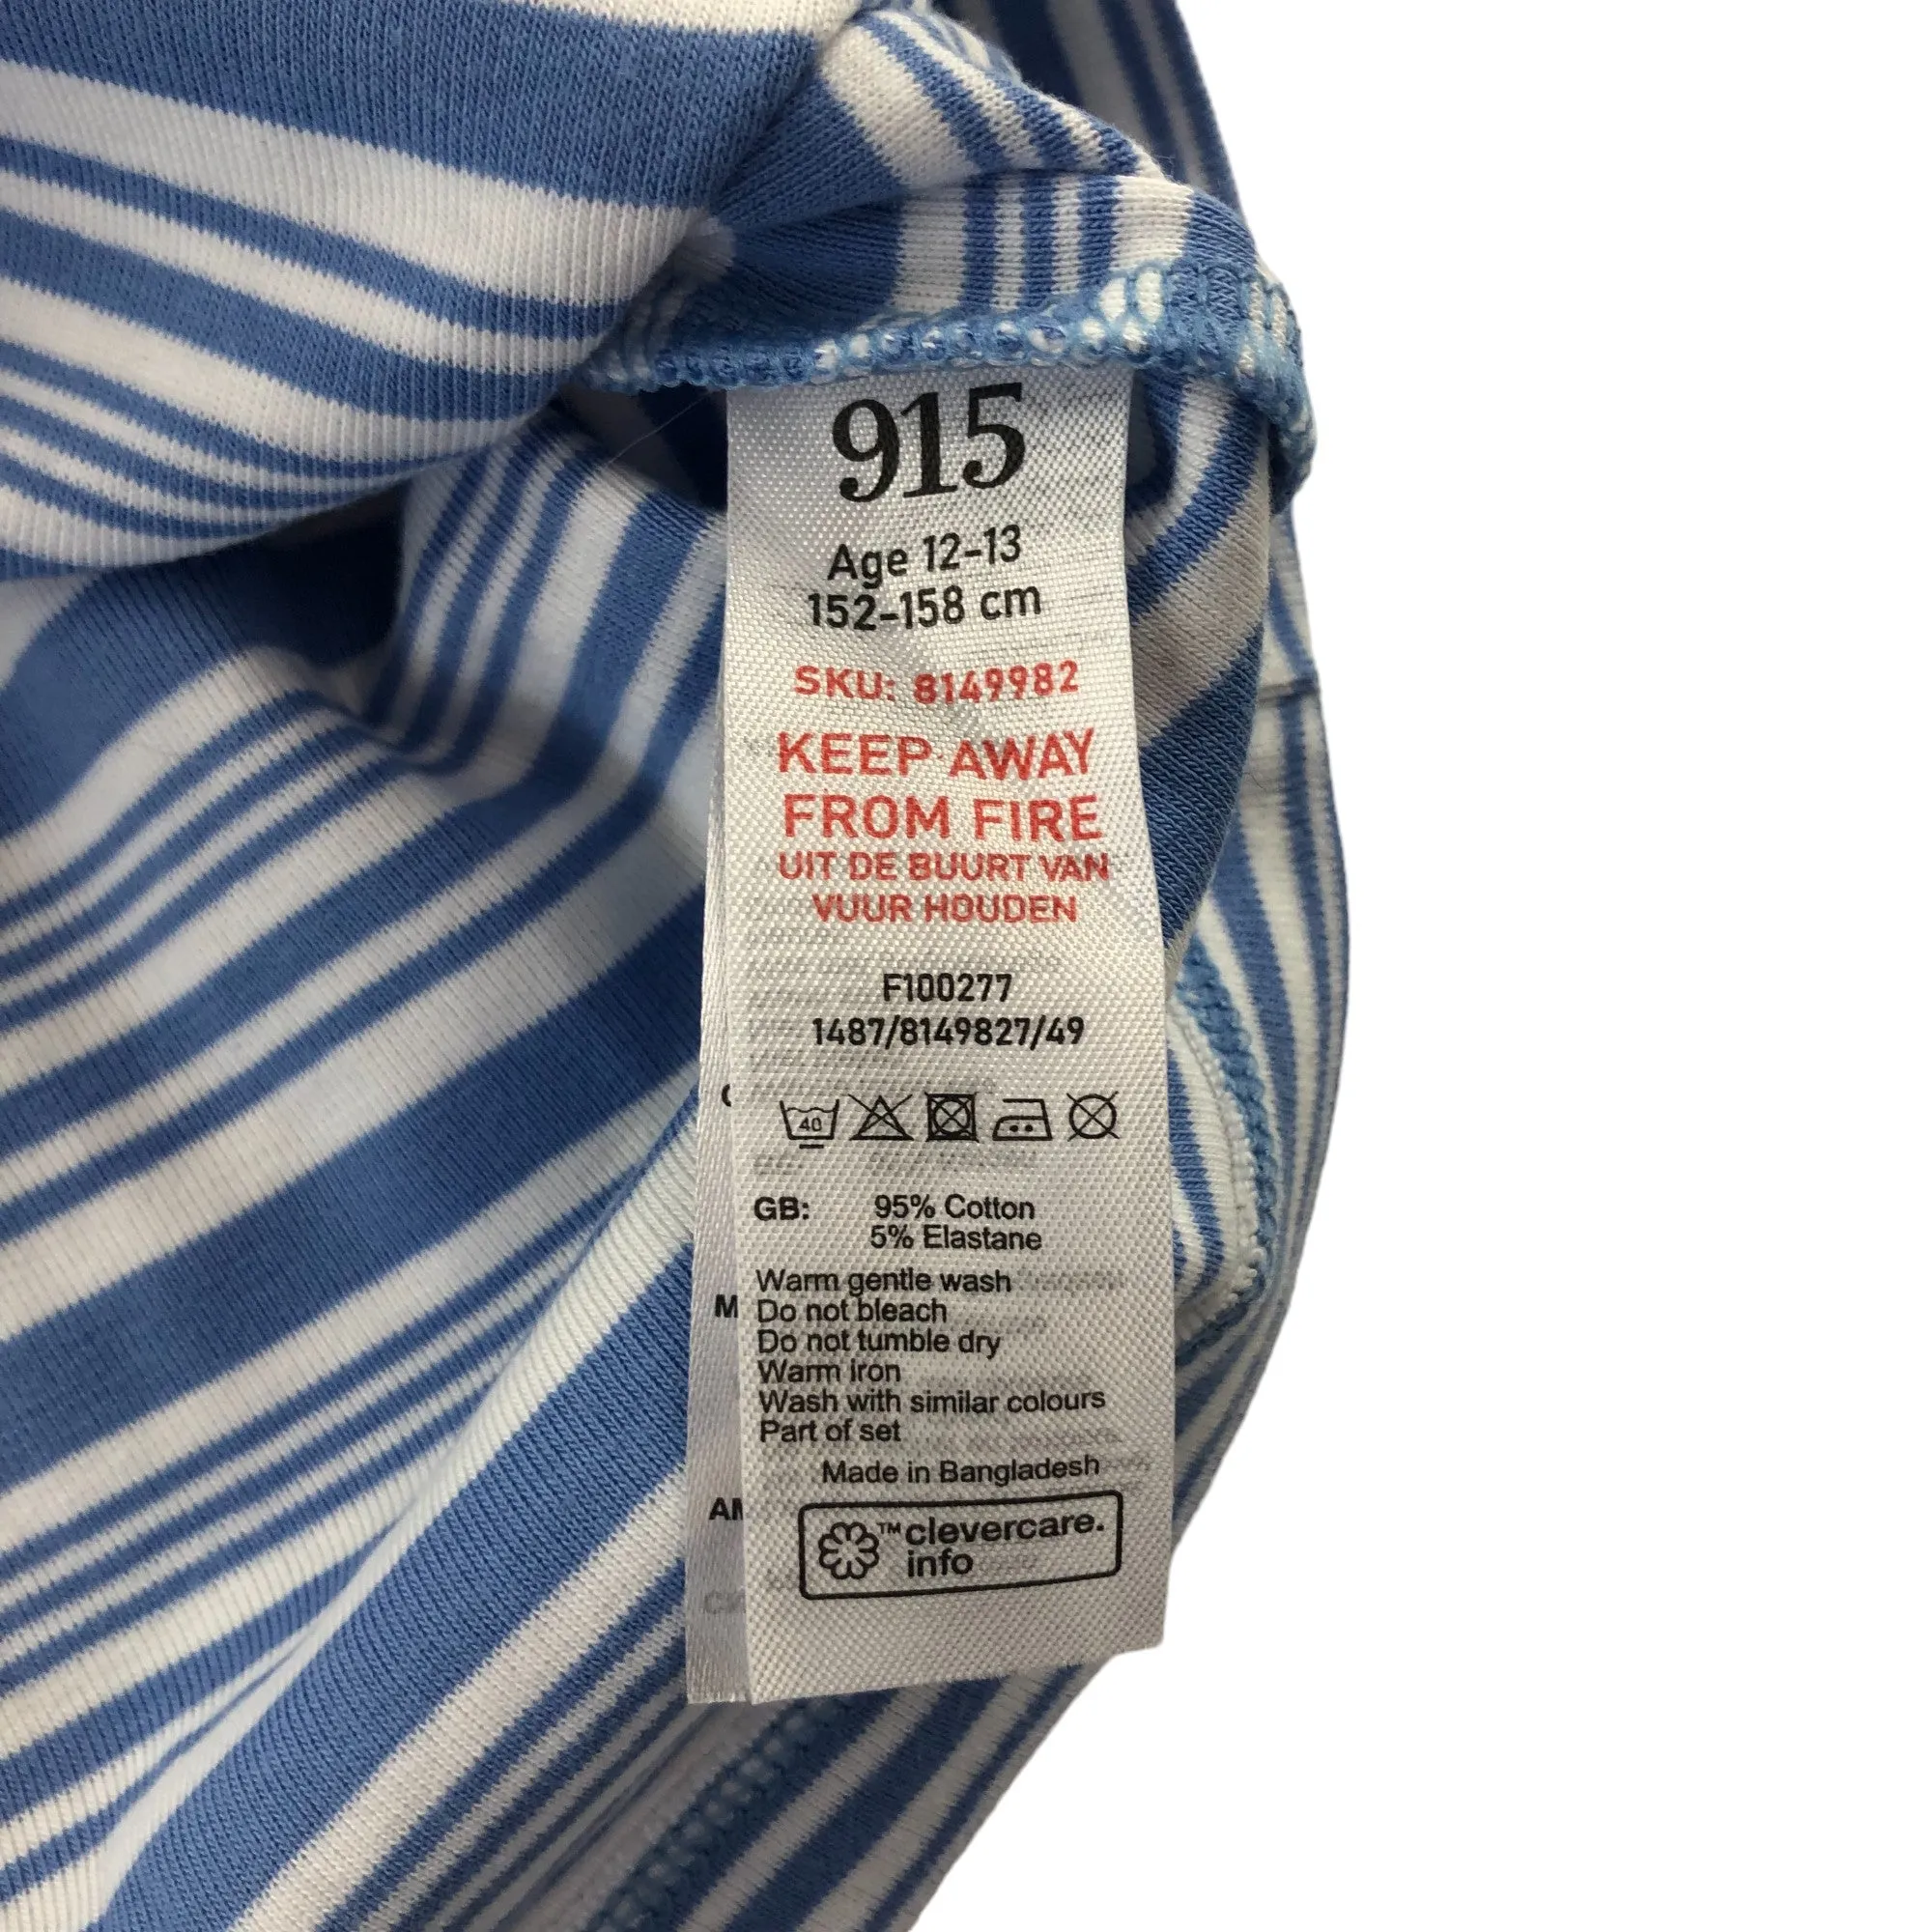 915
Age 12-13
152-158 cm
SKU: 8149982
KEEP AWAY
FROM FIRE
UIT DE BUURT VAN
VUUR HOUDEN
F100277
1487/8149827/49
40
GB: 95% Cotton
5% Elastane
Warm gentle wash
Do not bleach
Do not tumble dry
Warm iron
Wash with similar colours
Part of set
Made in Bangladesh
™clevercare.
info